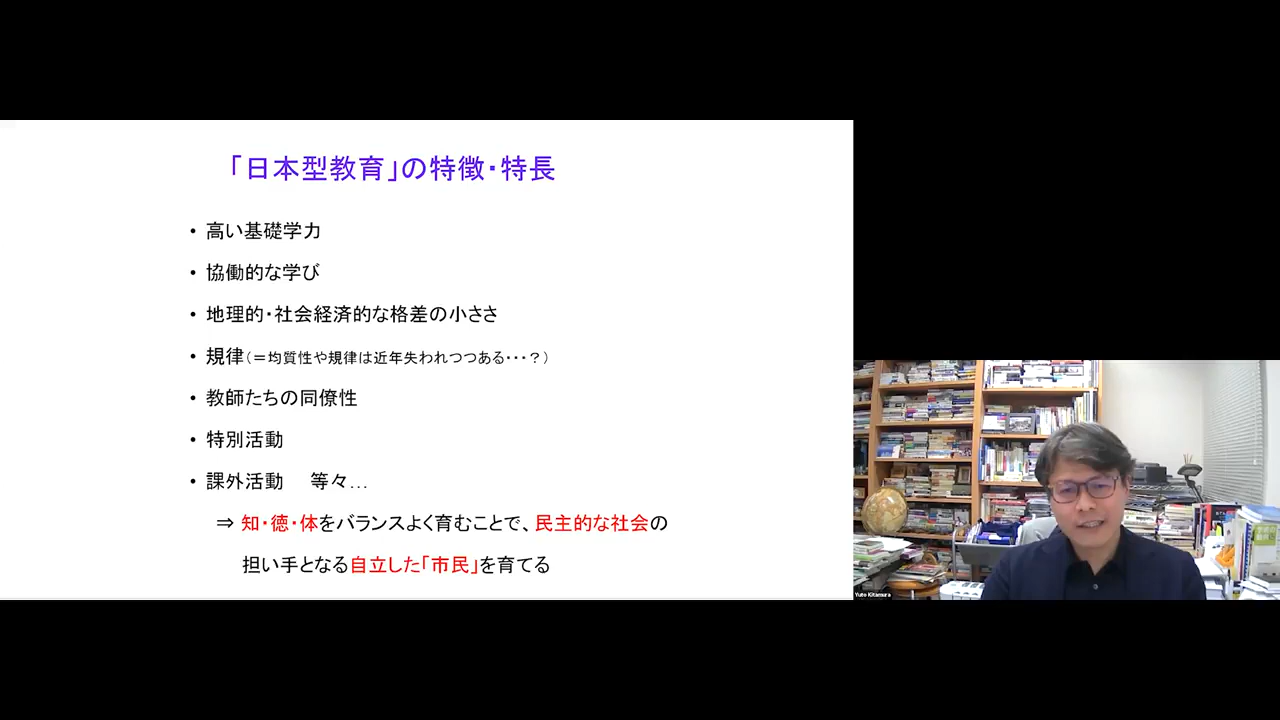 「日本型教育」の特徴・特長
• 高い基礎学力
• 協働的な学び
• 地理的・社会経済的な格差の小ささ
• 規律（＝均質性や規律は近年失われつつある・・・？）
• 教師たちの同僚性
• 特別活動
• 課外活動　等々…
⇒ 知・徳・体をバランスよく育むことで、民主的な社会の
担い手となる自立した「市民」を育てる
Yuto Kitamura